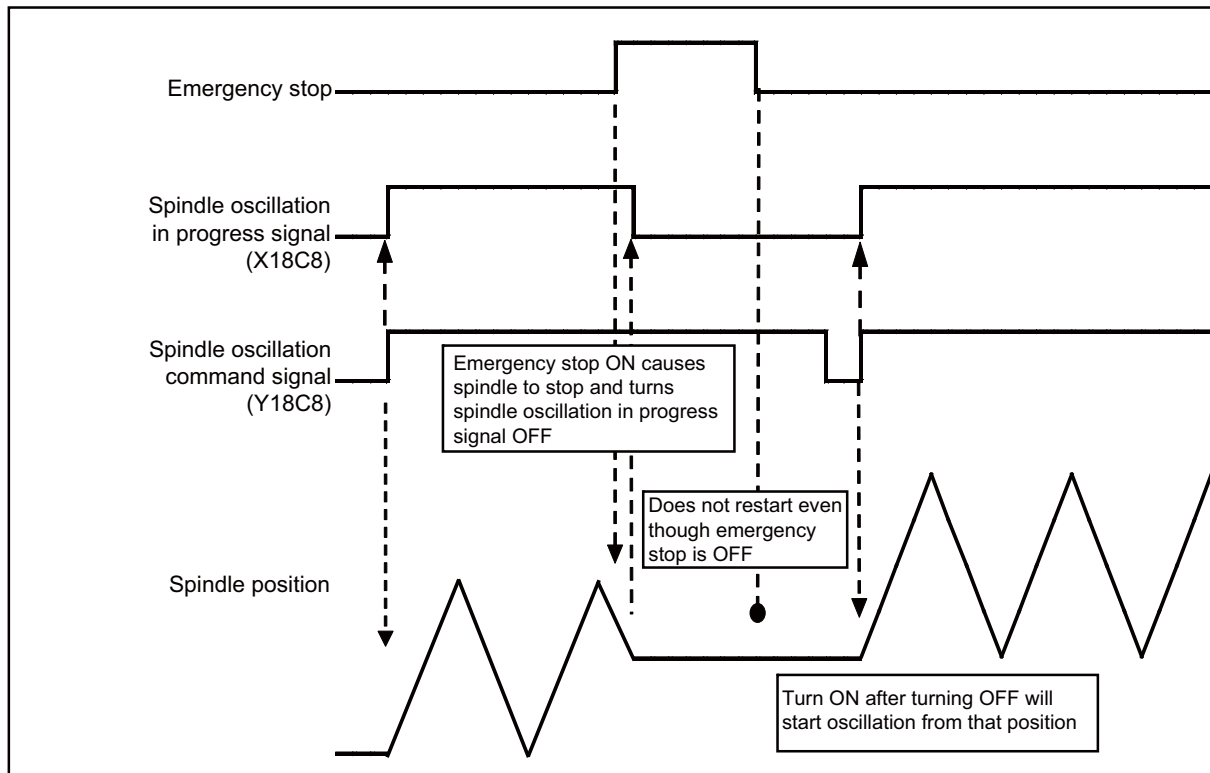 Emergency stop
Spindle oscillation
in progress signal
(X18C8)
Spindle oscillation
command signal
(Y18C8)
Emergency stop ON causes
spindle to stop and turns
spindle oscillation in progress
signal OFF
Does not restart even
though emergency
stop is OFF
Spindle position
Turn ON after turning OFF will
start oscillation from that position